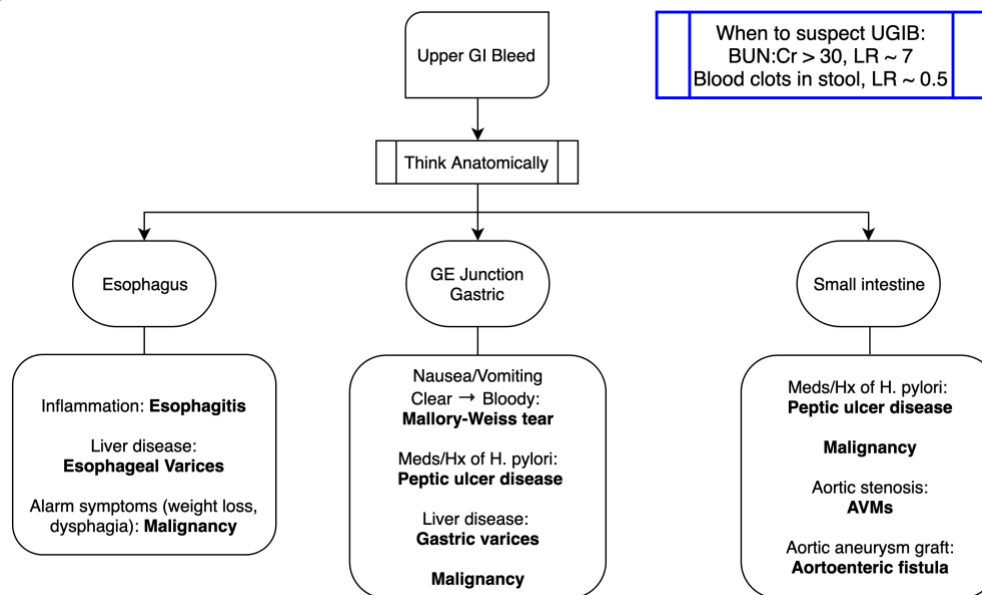 Upper GI Bleed
When to suspect UGIB:
BUN:Cr > 30, LR ~ 7
Blood clots in stool, LR ~ 0.5
Think Anatomically
Esophagus
GE Junction
Gastric
Small intestine
Inflammation: Esophagitis
Liver disease:
Esophageal Varices
Alarm symptoms (weight loss,
dysphagia): Malignancy
Nausea/Vomiting
Clear → Bloody:
Mallory-Weiss tear
Meds/Hx of H. pylori:
Peptic ulcer disease
Liver disease:
Gastric varices
Malignancy
Meds/Hx of H. pylori:
Peptic ulcer disease
Malignancy
Aortic stenosis:
AVMs
Aortic aneurysm graft:
Aortoenteric fistula